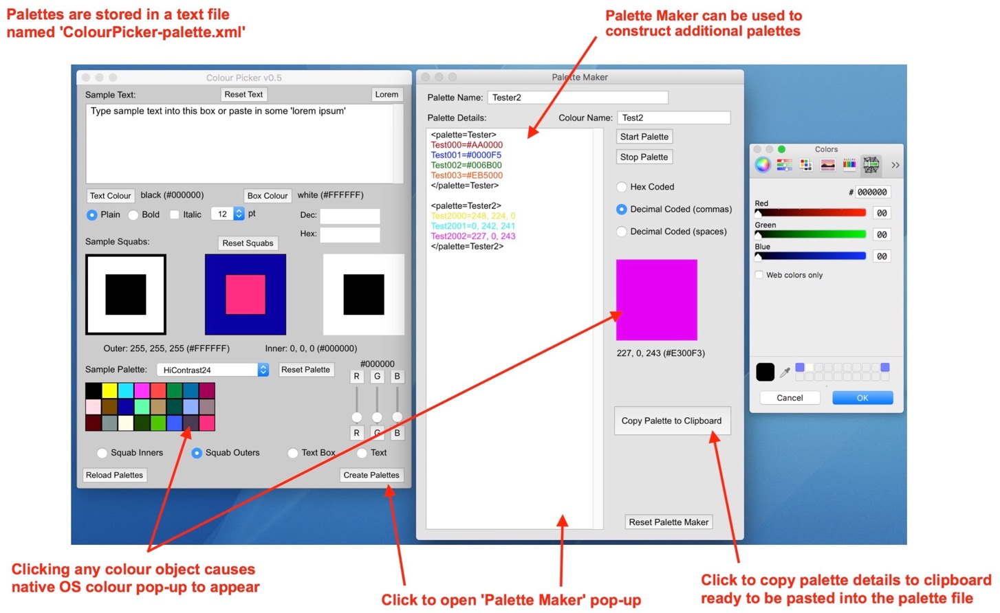 Palettes are stored in a text file
named 'ColourPicker-palette.xml'
Palette Maker can be used to
construct additional palettes
Colour Picker v0.5
Sample Text:
Reset Text
Lorem
Type sample text into this box or paste in some 'lorem ipsum'
Text Colour
black (#000000)
Box Colour
white (#FFFFFF)
Plain
Bold
Italic
12
pt
Dec:
Hex:
Sample Squabs:
Reset Squabs
Outer: 255, 255, 255 (#FFFFFF)
Inner: 0, 0, 0 (#000000)
Sample Palette:
HiContrast24
Reset Palette
#000000
R G B
R G B
Squab Inners
Squab Outers
Text Box
Text
Reload Palettes
Create Palettes
Palette Maker
Palette Name:
Tester2
Palette Details:
Colour Name:
Test2
<palette=Tester>
Test000=#AA0000
Test001=#0000F5
Test002=#006B00
Test003=#EB5000
</palette=Tester>
<palette=Tester2>
Test2000=248, 224, 0
Test2001=0, 242, 241
Test2002=227, 0, 243
</palette=Tester2>
Start Palette
Stop Palette
Hex Coded
Decimal Coded (commas)
Decimal Coded (spaces)
227, 0, 243 (#E300F3)
Copy Palette to Clipboard
Reset Palette Maker
Colors
# 000000
Red
00
Green
00
Blue
00
Web colors only
Cancel
OK
Clicking any colour object causes
native OS colour pop-up to appear
Click to open 'Palette Maker' pop-up
Click to copy palette details to clipboard
ready to be pasted into the palette file